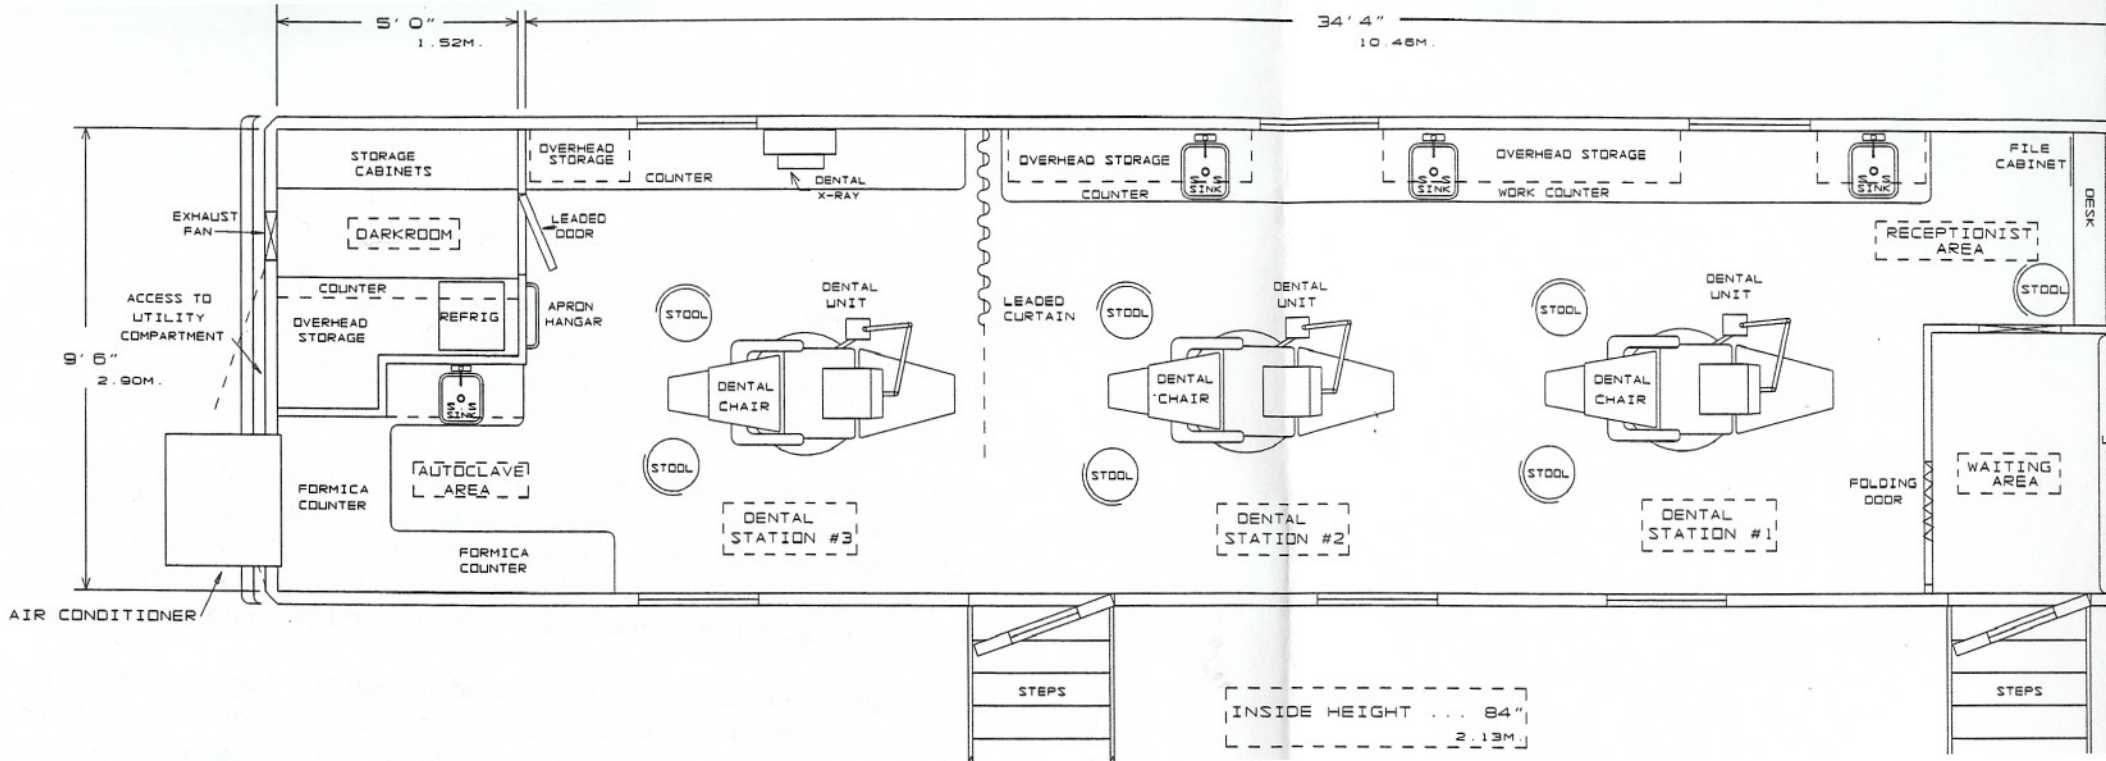 5' 0"
1.52M.
34' 4"
10.46M.
STORAGE
CABINETS
OVERHEAD
STORAGE
COUNTER
DENTAL
X-RAY
OVERHEAD STORAGE
COUNTER
SINK
SINK
OVERHEAD STORAGE
WORK COUNTER
SINK
FILE
CABINET
DESK
EXHAUST
FAN
DARKROOM
LEADED
DOOR
RECEPTIONIST
AREA
STOOL
ACCESS TO
UTILITY
COMPARTMENT
COUNTER
OVERHEAD
STORAGE
REFRIG
APRON
HANGAR
STOOL
DENTAL
UNIT
LEADED
CURTAIN
STOOL
DENTAL
UNIT
STOOL
DENTAL
UNIT
9' 6"
2.90M.
SINK
DENTAL
CHAIR
DENTAL
CHAIR
DENTAL
CHAIR
AUTOCLAVE
AREA
STOOL
STOOL
STOOL
FORMICA
COUNTER
FORMICA
COUNTER
DENTAL
STATION #3
DENTAL
STATION #2
DENTAL
STATION #1
FOLDING
DOOR
WAITING
AREA
AIR CONDITIONER
STEPS
INSIDE HEIGHT ... 84"
2.13M.
STEPS